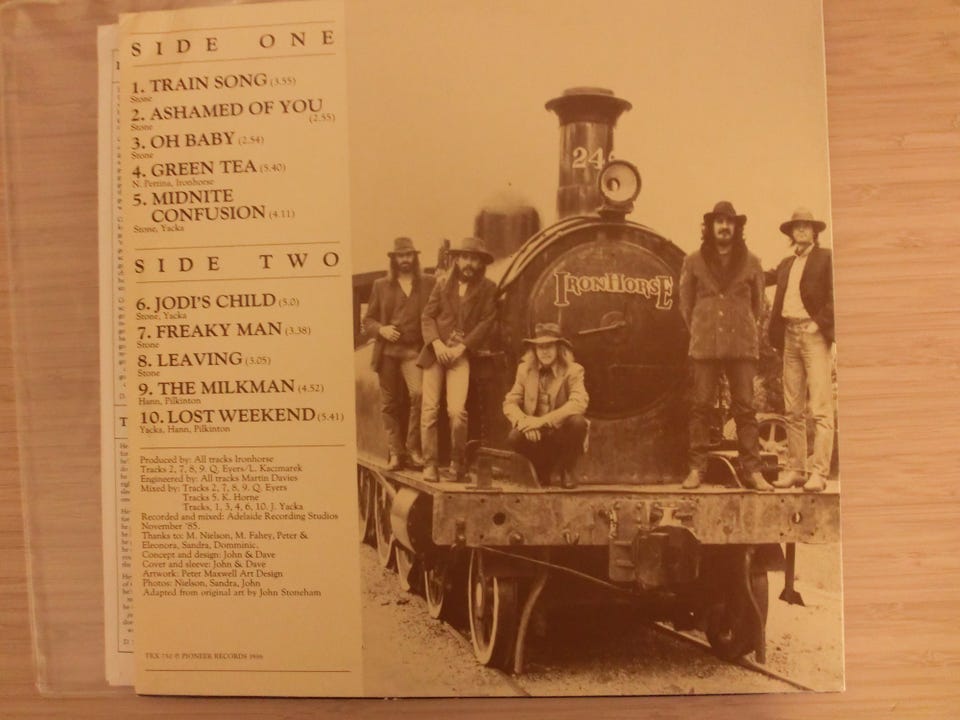 SIDE ONE
1. TRAIN SONG (3.55)
Stone
2. ASHAMED OF YOU
(2.55)
Stone
3. OH BABY (2.54)
Stone
4. GREEN TEA (5.40)
N. Pertina, Ironhorse
5. MIDNITE
CONFUSION (4.11)
Stone, Yacka
SIDE TWO
6. JODI'S CHILD (5.0)
Stone, Yacka
7. FREAKY MAN (3.38)
Stone
8. LEAVING (3.05)
Stone
9. THE MILKMAN (4.52)
Hann, Pilkinton
10. LOST WEEKEND (5.41)
Yacka, Hann, Pilkinton
Produced by: All tracks Ironhorse
Tracks 2, 7, 8, 9. Q. Eyers/L. Kaczmarek
Engineered by: All tracks Martin Davies
Mixed by: Tracks 2, 7, 8, 9. Q. Eyers
Tracks 5. K. Horne
Tracks, 1, 3, 4, 6, 10. J. Yacka
Recorded and mixed: Adelaide Recording Studios
November '85.
Thanks to: M. Nielson, M. Fahey, Peter &
Eleonora, Sandra, Domminic.
Concept and design: John & Dave
Cover and sleeve: John & Dave
Artwork: Peter Maxwell Art Design
Photos: Nielson, Sandra, John
Adapted from original art by John Stoneham
PIONEER RECORDS
24
IRONHORSE